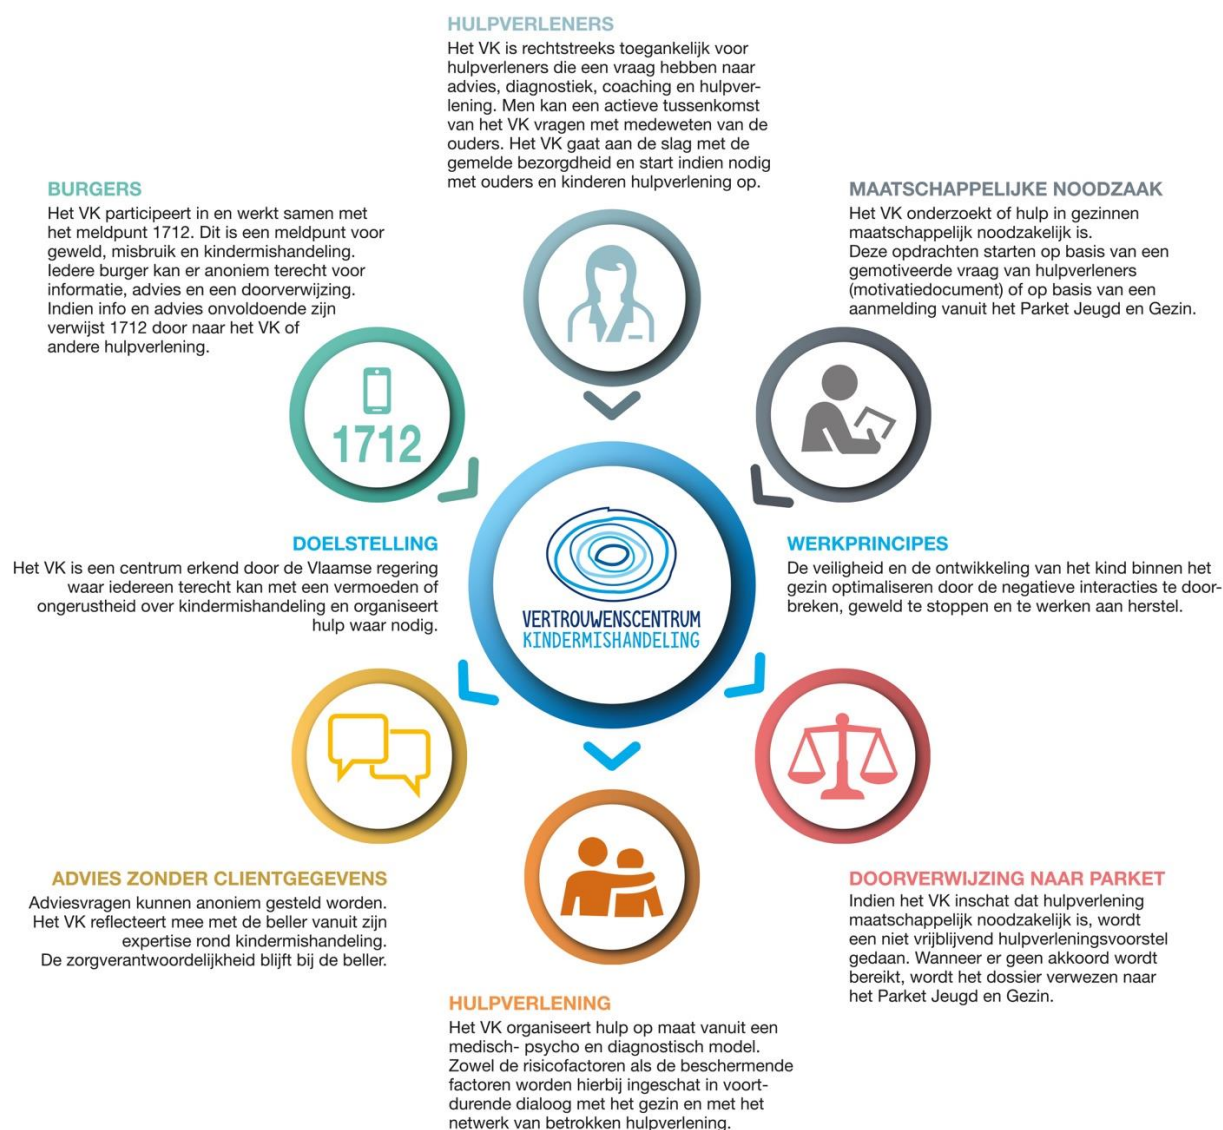 HULPVERLENERS
Het VK is rechtstreeks toegankelijk voor
hulpverleners die een vraag hebben naar
advies, diagnostiek, coaching en hulpver-
lening. Men kan een actieve tussenkomst
van het VK vragen met medeweten van de
ouders. Het VK gaat aan de slag met de
gemelde bezorgdheid en start indien nodig
met ouders en kinderen hulpverlening op.
BURGERS
Het VK participeert in en werkt samen met
het meldpunt 1712. Dit is een meldpunt voor
geweld, misbruik en kindermishandeling.
Iedere burger kan er anoniem terecht voor
informatie, advies en een doorverwijzing.
Indien info en advies onvoldoende zijn
verwijst 1712 door naar het VK of
andere hulpverlening.
MAATSCHAPPELIJKE NOODZAAK
Het VK onderzoekt of hulp in gezinnen
maatschappelijk noodzakelijk is.
Deze opdrachten starten op basis van een
gemotiveerde vraag van hulpverleners
(motivatiedocument) of op basis van een
aanmelding vanuit het Parket Jeugd en Gezin.
1712
DOELSTELLING
Het VK is een centrum erkend door de Vlaamse regering
waar iedereen terecht kan met een vermoeden of
ongerustheid over kindermishandeling en organiseert
hulp waar nodig.
VERTROUWENSCENTRUM
KINDERMISHANDELING
WERKPRINCIPES
De veiligheid en de ontwikkeling van het kind binnen het
gezin optimaliseren door de negatieve interacties te door-
breken, geweld te stoppen en te werken aan herstel.
ADVIES ZONDER CLIENTGEGEVENS
Adviesvragen kunnen anoniem gesteld worden.
Het VK reflecteert mee met de beller vanuit zijn
expertise rond kindermishandeling.
De zorgverantwoordelijkheid blijft bij de beller.
HULPVERLENING
Het VK organiseert hulp op maat vanuit een
medisch- psycho en diagnostisch model.
Zowel de risicofactoren als de beschermende
factoren worden hierbij ingeschat in voort-
durende dialoog met het gezin en met het
netwerk van betrokken hulpverlening.
DOORVERWIJZING NAAR PARKET
Indien het VK inschat dat hulpverlening
maatschappelijk noodzakelijk is, wordt
een niet vrijblijvend hulpverleningsvoorstel
gedaan. Wanneer er geen akkoord wordt
bereikt, wordt het dossier verwezen naar
het Parket Jeugd en Gezin.